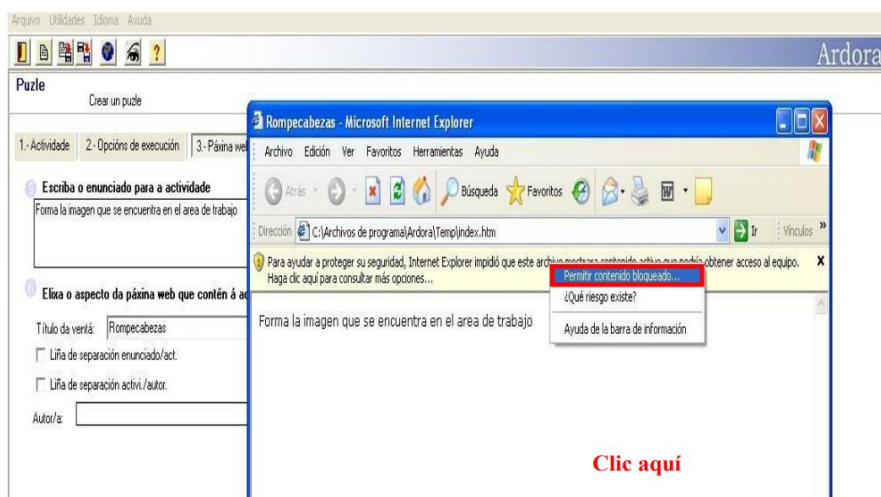 Arquivo Utilidades Idioma Axuda
Ardora
Puzle
Crear un puzle
1.- Actividade 2.- Opcións de execución 3.- Páxina web
Escriba o enunciado para a actividade
Forma la imagen que se encuentra en el area de trabajo
Elixa o aspecto da páxina web que contén á
Título da ventá: Rompecabezas
Liña de separación enunciado/act.
Liña de separación activi./autor.
Autor/a:
Rompecabezas - Microsoft Internet Explorer
Archivo Edición Ver Favoritos Herramientas Ayuda
Atrás Búsqueda Favoritos
Dirección C:\Archivos de programa\Ardora\Temp\index.htm Ir Vínculos »
Para ayudar a proteger su seguridad, Internet Explorer impidió que este archivo mostrara contenido activo que podría obtener acceso al equipo. X
Haga clic aquí para consultar más opciones...
Permitir contenido bloqueado...
¿Qué riesgo existe?
Ayuda de la barra de información
Forma la imagen que se encuentra en el area de trabajo
Clic aquí